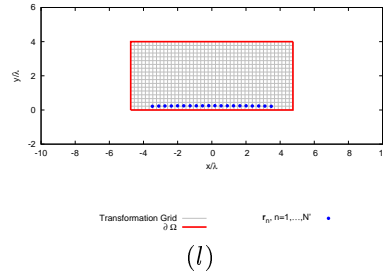 6
4
2
0
-2
-10 -8 -6 -4 -2 0 2 4 6 8 1
y/λ
x/λ
Transformation Grid
∂ Ω
r_n, n=1,...,N'
(l)